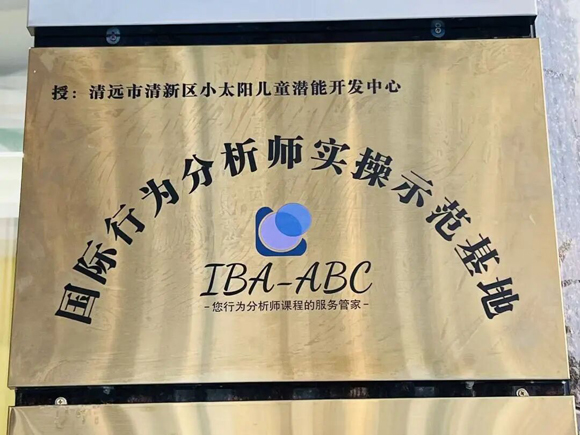 授：清远市清新区小太阳儿童潜能开发中心
国际行为分析师实操示范基地
IBA-ABC
-您行为分析师课程的服务管家-